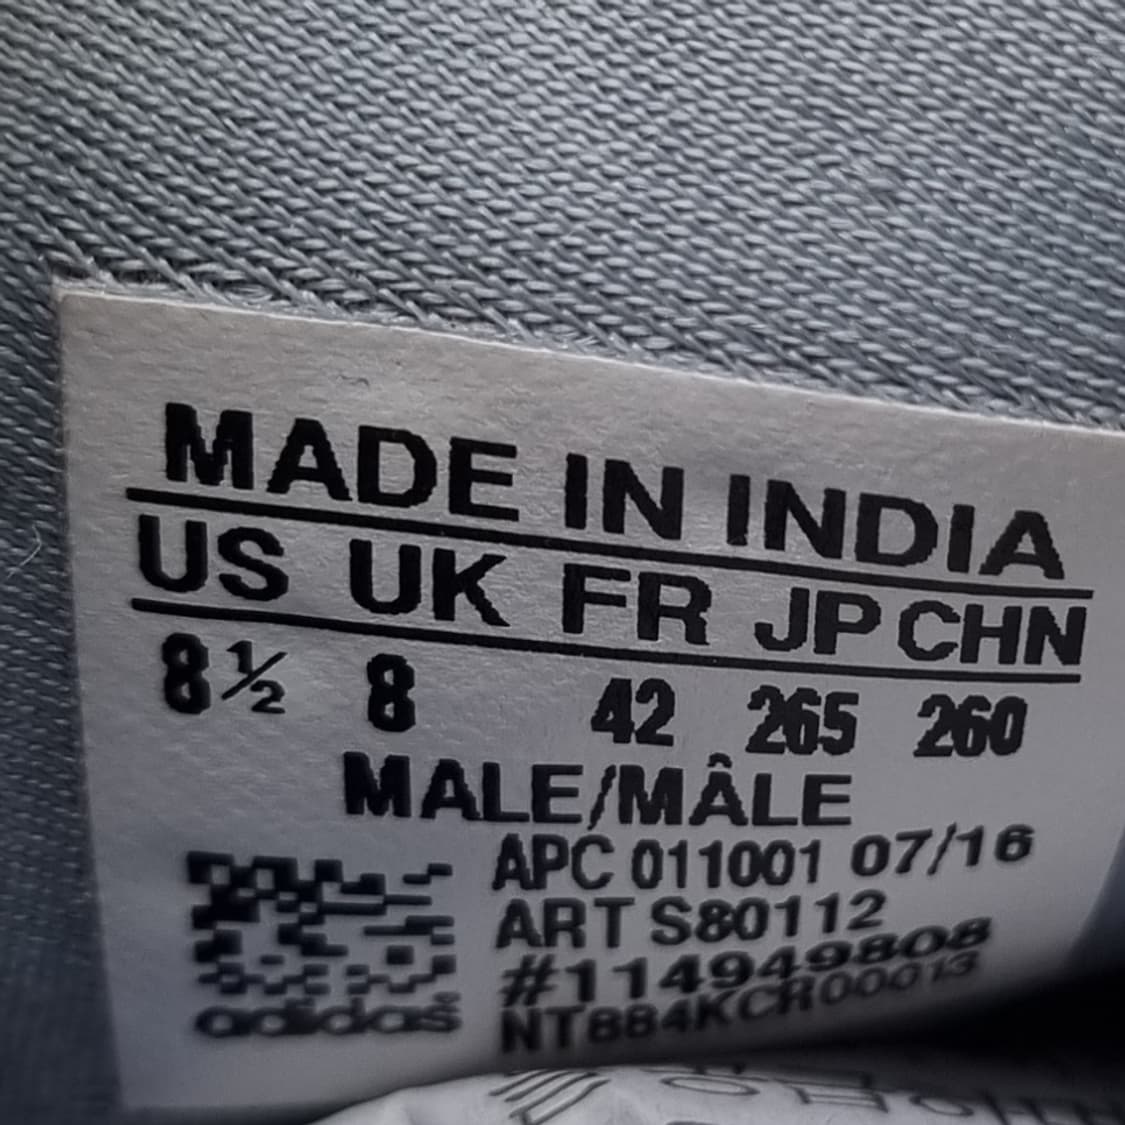 MADE IN INDIA
US UK FR JP CHN
8½ 8 42 265 260
MALE/MÂLE
APC 011001 07/16
ART S80112
#114949808
NT884KCR00013
adidas